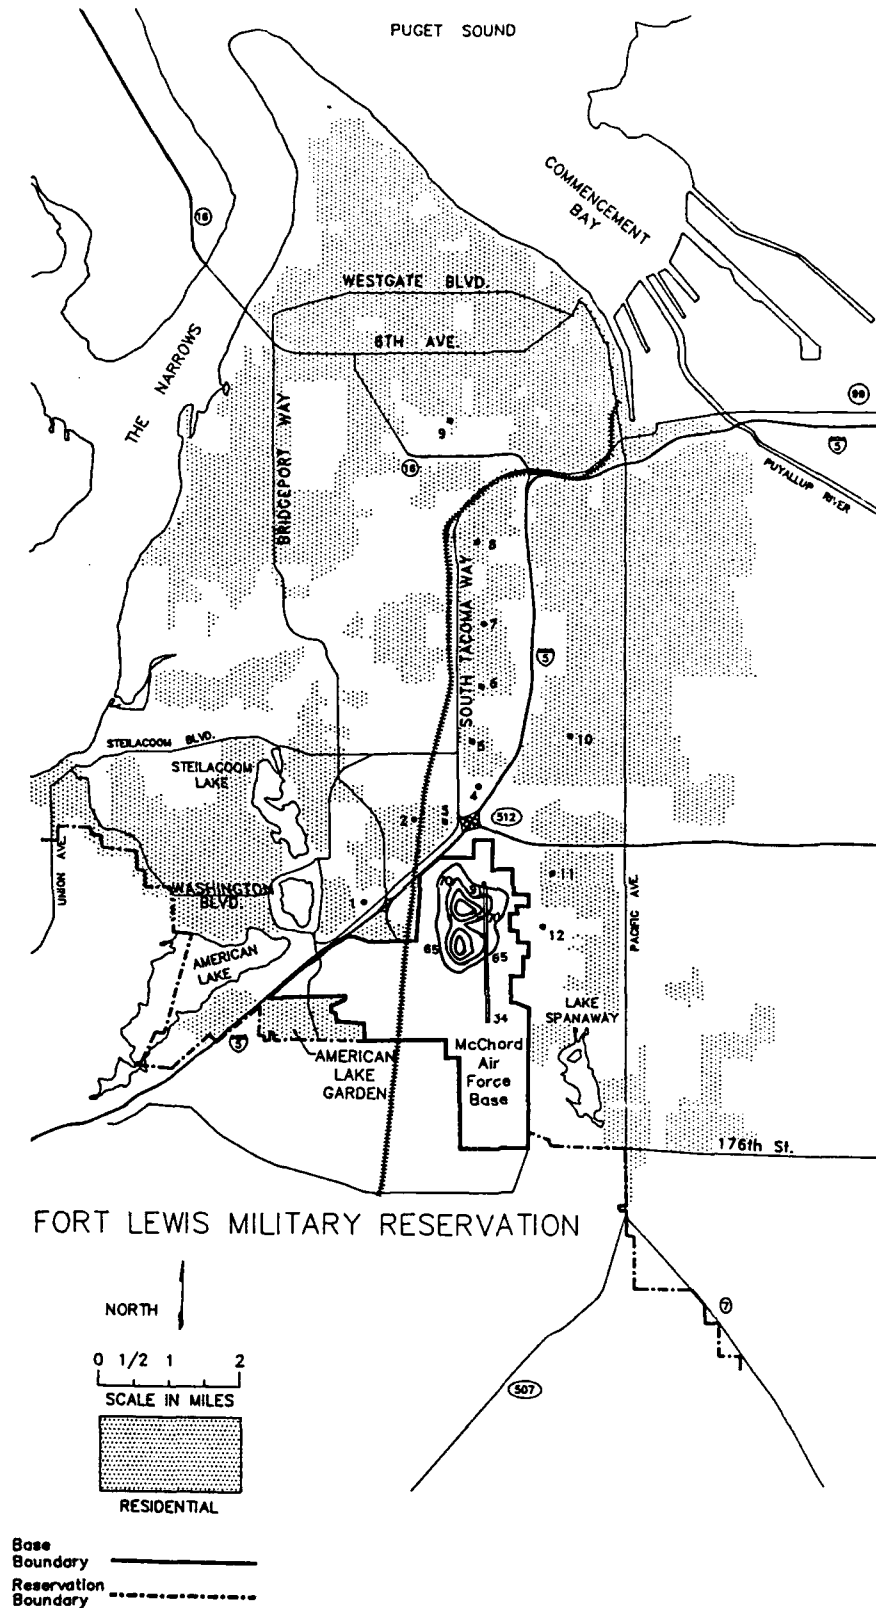 PUGET SOUND
COMMENCEMENT
BAY
16
WESTGATE BLVD.
6TH AVE.
THE NARROWS
BRIDGEPORT WAY
99
5
9
16
PUYALLUP
RIVER
8
SOUTH TACOMA WAY
7
5
6
10
5
STEILACOOM BLVD.
STEILACOOM
LAKE
4
2
3
512
UNION AVE.
WASHINGTON
BLVD.
1
11
12
PACIFIC AVE.
70
70
65
65
34
AMERICAN
LAKE
LAKE
SPANAWAY
5
AMERICAN
LAKE
GARDEN
McChord
Air
Force
Base
176th St.
FORT LEWIS MILITARY RESERVATION
NORTH
7
0 1/2 1 2
SCALE IN MILES
507
RESIDENTIAL
Base
Boundary
Reservation
Boundary